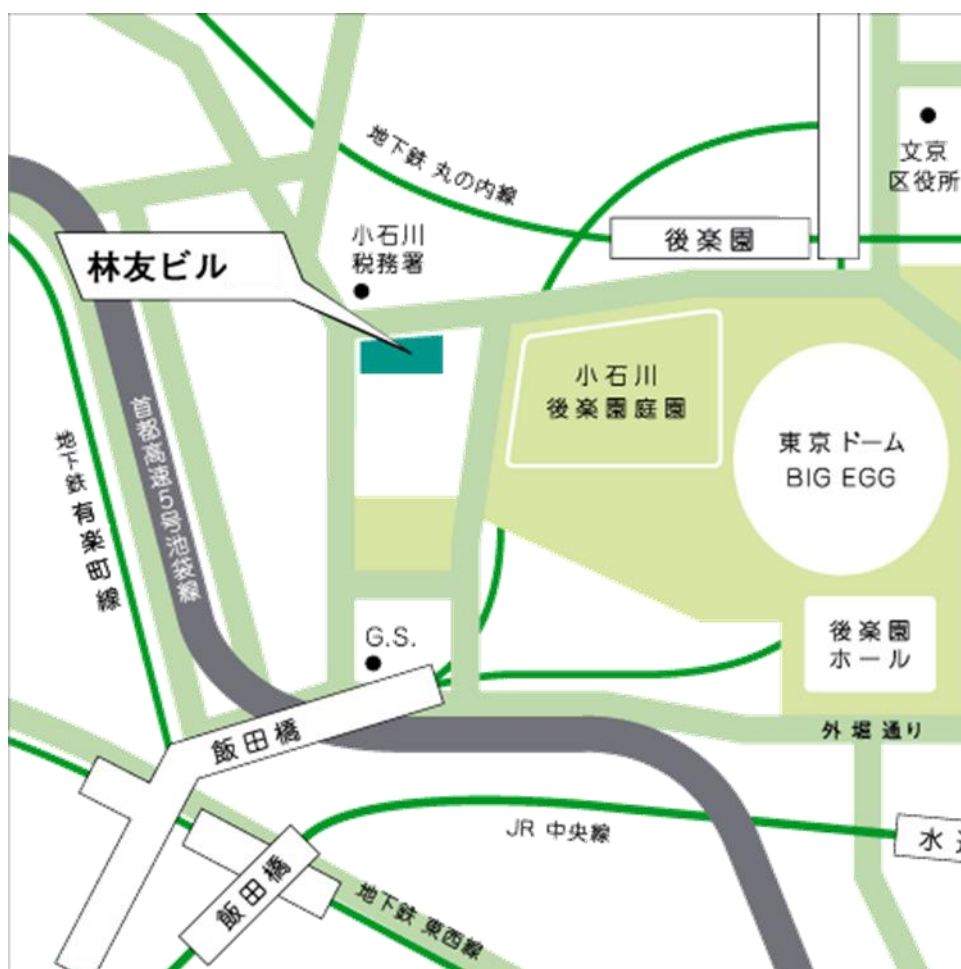 地下鉄 丸の内線
文京
区役所
小石川
税務署
後楽園
林友ビル
小石川
後楽園庭園
東京ドーム
BIG EGG
首都高速5号池袋線
地下鉄 有楽町線
G.S.
後楽園
ホール
飯田橋
外堀通り
JR 中央線
水道
飯田橋
地下鉄 東西線